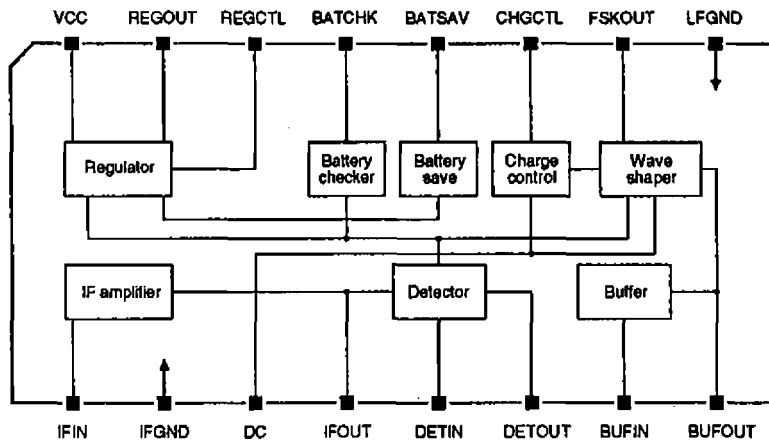 VCC REGOUT REGCTL BATCHK BATSAV CHGCTL FSKOUT LFGND
Regulator
Battery
checker
Battery
save
Charge
control
Wave
shaper
IF amplifier
Detector
Buffer
IFIN IFGND DC IFOUT DETIN DETOUT BUFIN BUFOUT